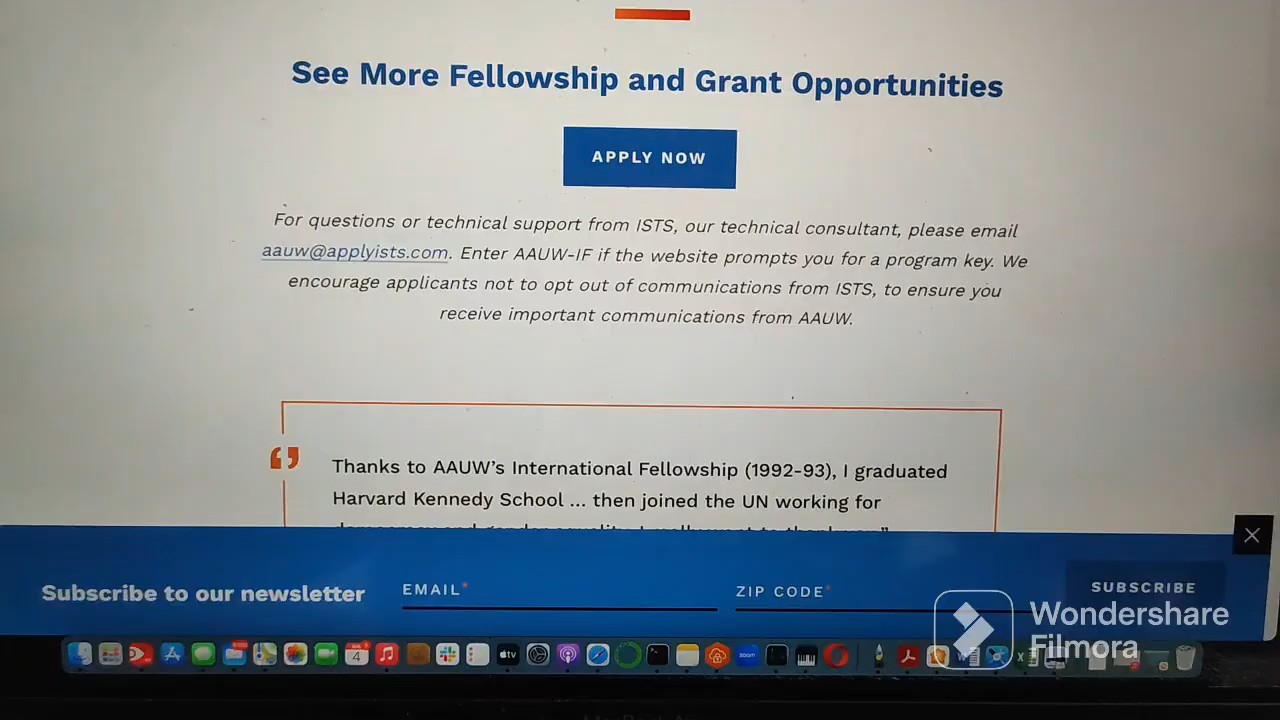 See More Fellowship and Grant Opportunities
APPLY NOW
For questions or technical support from ISTS, our technical consultant, please email
aauw@applyists.com. Enter AAUW-IF if the website prompts you for a program key. We
encourage applicants not to opt out of communications from ISTS, to ensure you
receive important communications from AAUW.
Thanks to AAUW's International Fellowship (1992-93), I graduated
Harvard Kennedy School ... then joined the UN working for
Subscribe to our newsletter
EMAIL*
ZIP CODE*
SUBSCRIBE
Wondershare
Filmora
zoom
tv
4